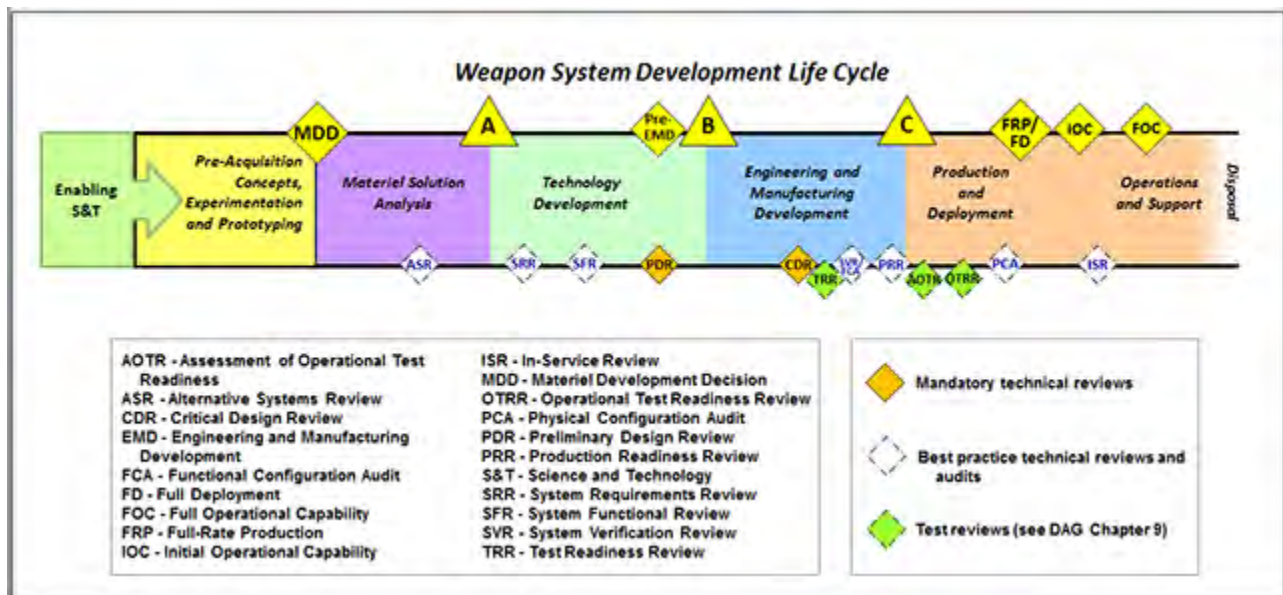 Weapon System Development Life Cycle
MDD
A
Pre-
EMD
B
C
FRP/
FD
IOC
FOC
Enabling
S&T
Pre-Acquisition
Concepts,
Experimentation
and Prototyping
Materiel Solution
Analysis
Technology
Development
Engineering and
Manufacturing
Development
Production
and
Deployment
Operations
and Support
Disposal
ASR
SRR
SFR
PDR
CDR
TRR
SVR
FCA
PRR
AOTR
OTRR
PCA
ISR
AOTR - Assessment of Operational Test
Readiness
ASR - Alternative Systems Review
CDR - Critical Design Review
EMD - Engineering and Manufacturing
Development
FCA - Functional Configuration Audit
FD - Full Deployment
FOC - Full Operational Capability
FRP - Full-Rate Production
IOC - Initial Operational Capability
ISR - In-Service Review
MDD - Materiel Development Decision
OTRR - Operational Test Readiness Review
PCA - Physical Configuration Audit
PDR - Preliminary Design Review
PRR - Production Readiness Review
S&T - Science and Technology
SRR - System Requirements Review
SFR - System Functional Review
SVR - System Verification Review
TRR - Test Readiness Review
Mandatory technical reviews
Best practice technical reviews and
audits
Test reviews (see DAG Chapter 9)